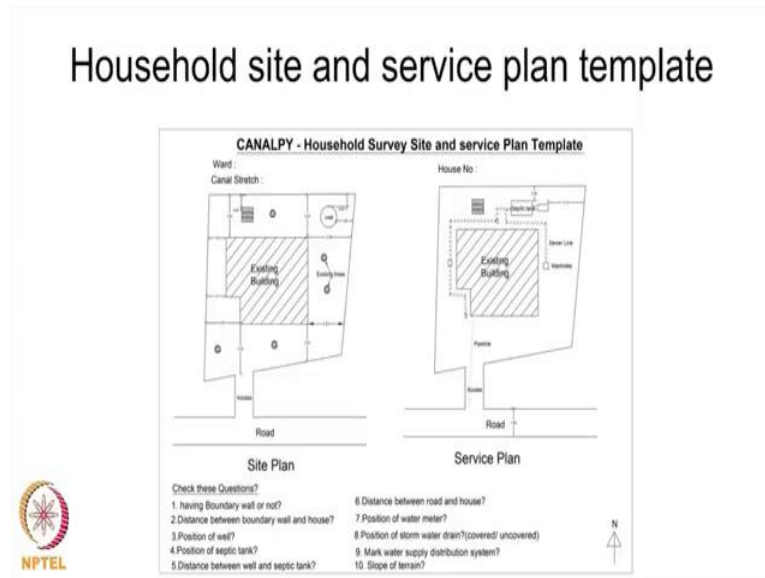 Household site and service plan template
CANALPY - Household Survey Site and service Plan Template
Ward :
Canal Stretch :
House No :
well
Existing
Building
Existing trees
Access
Road
Site Plan
Septic tank
Sewer Line
Manholes
Existing
Building
Pipeline
Access
Road
Service Plan
Check these Questions?
1. having Boundary wall or not?
2.Distance between boundary wall and house?
3.Position of well?
4.Position of septic tank?
5.Distance between well and septic tank?
6.Distance between road and house?
7.Position of water meter?
8.Position of storm water drain?(covered/ uncovered)
9. Mark water supply distribution system?
10. Slope of terrain?
N
NPTEL